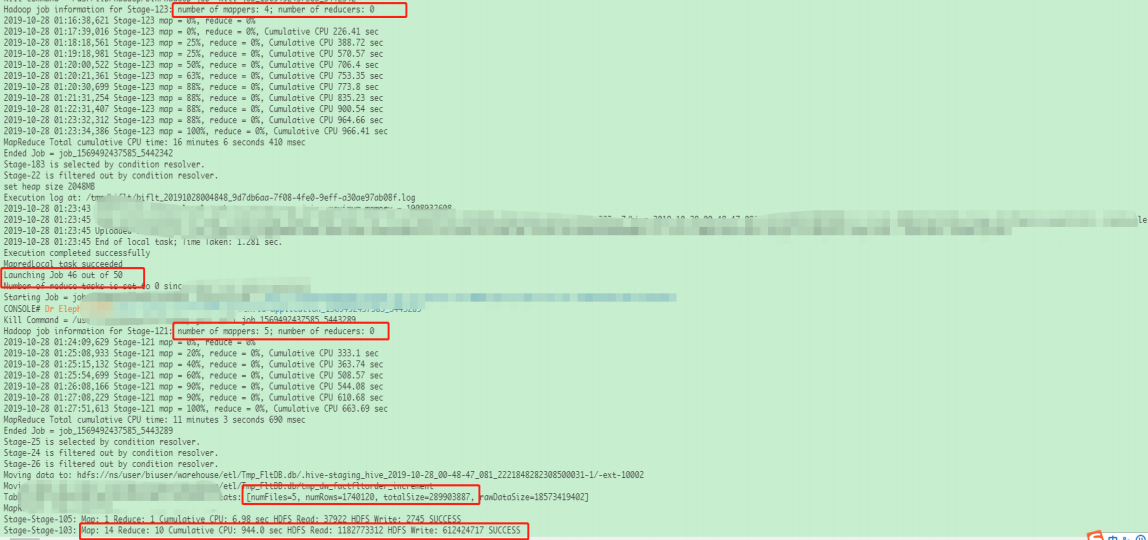 Hadoop job information for Stage-123: number of mappers: 4; number of reducers: 0
2019-10-28 01:16:38,621 Stage-123 map = 0%, reduce = 0%
2019-10-28 01:17:39,016 Stage-123 map = 0%, reduce = 0%, Cumulative CPU 226.41 sec
2019-10-28 01:18:18,561 Stage-123 map = 25%, reduce = 0%, Cumulative CPU 388.72 sec
2019-10-28 01:19:18,981 Stage-123 map = 25%, reduce = 0%, Cumulative CPU 570.57 sec
2019-10-28 01:20:00,522 Stage-123 map = 50%, reduce = 0%, Cumulative CPU 706.4 sec
2019-10-28 01:20:21,361 Stage-123 map = 63%, reduce = 0%, Cumulative CPU 753.35 sec
2019-10-28 01:20:30,699 Stage-123 map = 88%, reduce = 0%, Cumulative CPU 773.8 sec
2019-10-28 01:21:31,254 Stage-123 map = 88%, reduce = 0%, Cumulative CPU 835.23 sec
2019-10-28 01:22:31,407 Stage-123 map = 88%, reduce = 0%, Cumulative CPU 900.54 sec
2019-10-28 01:23:32,312 Stage-123 map = 88%, reduce = 0%, Cumulative CPU 964.66 sec
2019-10-28 01:23:34,386 Stage-123 map = 100%, reduce = 0%, Cumulative CPU 966.41 sec
MapReduce Total cumulative CPU time: 16 minutes 6 seconds 410 msec
Ended Job = job_1569492437585_5442342
Stage-183 is selected by condition resolver.
Stage-22 is filtered out by condition resolver.
set heap size 2048MB
Execution log at: /tmp/biflt/biflt_20191028004848_9d7db6aa-7f08-4fe0-9eff-a30ae97ab08f.log
2019-10-28 01:23:43
2019-10-28 01:23:45
2019-10-28 01:23:45 Uploaded
2019-10-28 01:23:45 End of local task; Time Taken: 1.281 sec.
Execution completed successfully
MapredLocal task succeeded
Launching Job 46 out of 50
Number of reduce tasks is set to 0 sinc
Starting Job = job
CONSOLE# Dr Eleph
Kill Command = job_1569492437585_5443289
Hadoop job information for Stage-121: number of mappers: 5; number of reducers: 0
2019-10-28 01:24:09,629 Stage-121 map = 0%, reduce = 0%
2019-10-28 01:25:08,933 Stage-121 map = 20%, reduce = 0%, Cumulative CPU 333.1 sec
2019-10-28 01:25:15,132 Stage-121 map = 40%, reduce = 0%, Cumulative CPU 363.74 sec
2019-10-28 01:25:54,699 Stage-121 map = 60%, reduce = 0%, Cumulative CPU 508.57 sec
2019-10-28 01:26:08,166 Stage-121 map = 90%, reduce = 0%, Cumulative CPU 544.08 sec
2019-10-28 01:27:08,229 Stage-121 map = 90%, reduce = 0%, Cumulative CPU 610.68 sec
2019-10-28 01:27:51,613 Stage-121 map = 100%, reduce = 0%, Cumulative CPU 663.69 sec
MapReduce Total cumulative CPU time: 11 minutes 3 seconds 690 msec
Ended Job = job_1569492437585_5443289
Stage-25 is selected by condition resolver.
Stage-24 is filtered out by condition resolver.
Stage-26 is filtered out by condition resolver.
Moving data to: hdfs://ns/user/biuser/warehouse/etl/Tmp_FltDB.db/.hive-staging_hive_2019-10-28_00-48-47_081_2221848282308500031-1/-ext-10002
Movi /etl/Tmp_FltDB.db/tmp_dw_factfltorder_increment
Tab ats: [numFiles=5, numRows=1740120, totalSize=289903887, rawDataSize=18573419402]
MapR
Stage-Stage-105: Map: 1 Reduce: 1 Cumulative CPU: 6.98 sec HDFS Read: 37922 HDFS Write: 2745 SUCCESS
Stage-Stage-103: Map: 14 Reduce: 10 Cumulative CPU: 944.0 sec HDFS Read: 1182773312 HDFS Write: 612424717 SUCCESS